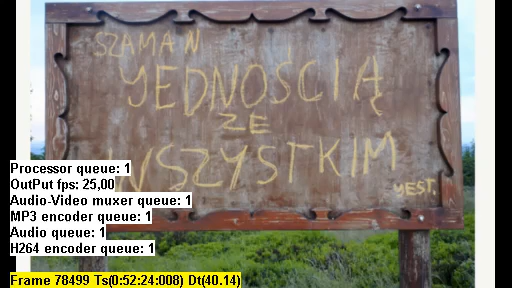 SZAMAN
JEDNOŚCIĄ
ZE
WSZYSTKIM
JEST.
Processor queue: 1
OutPut fps: 25,00
Audio-Video muxer queue: 1
MP3 encoder queue: 1
Audio queue: 1
H264 encoder queue: 1
Frame 78499 Ts(0:52:24:008) Dt(40.14)